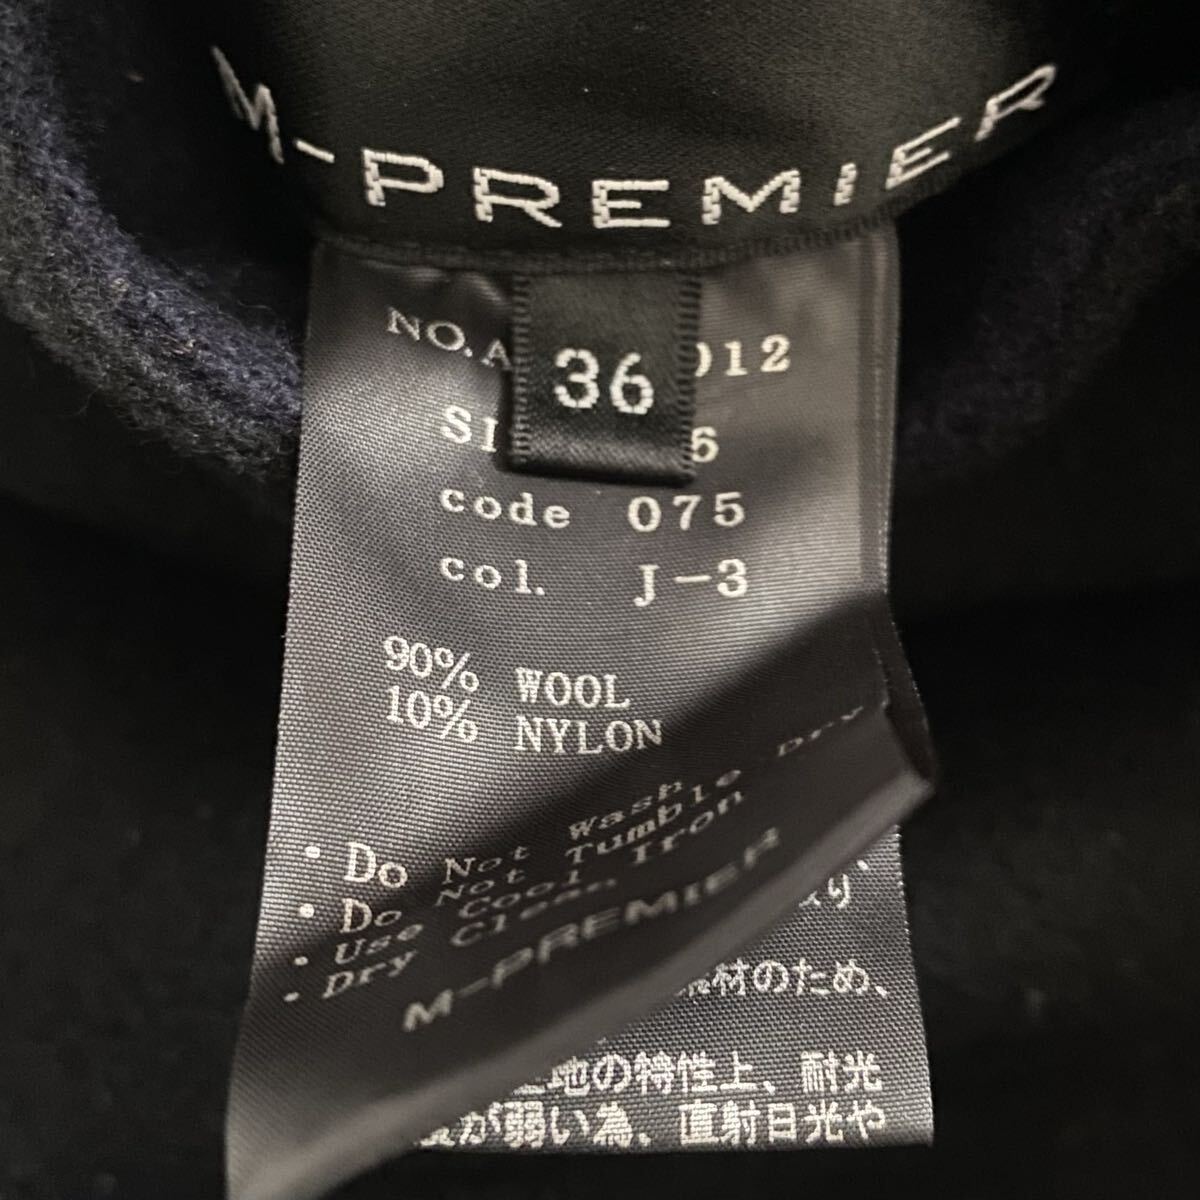 M-PREMIER
36
NO.A 012
SI 6
code 075
col. J-3
90% WOOL
10% NYLON
・Do Not Wash
・Do Not Tumble Dry
・Use Cool Iron
・Dry Clean
M-PREMIER
り、
素材のため、
地の特性上、耐光
が弱い為、直射日光や